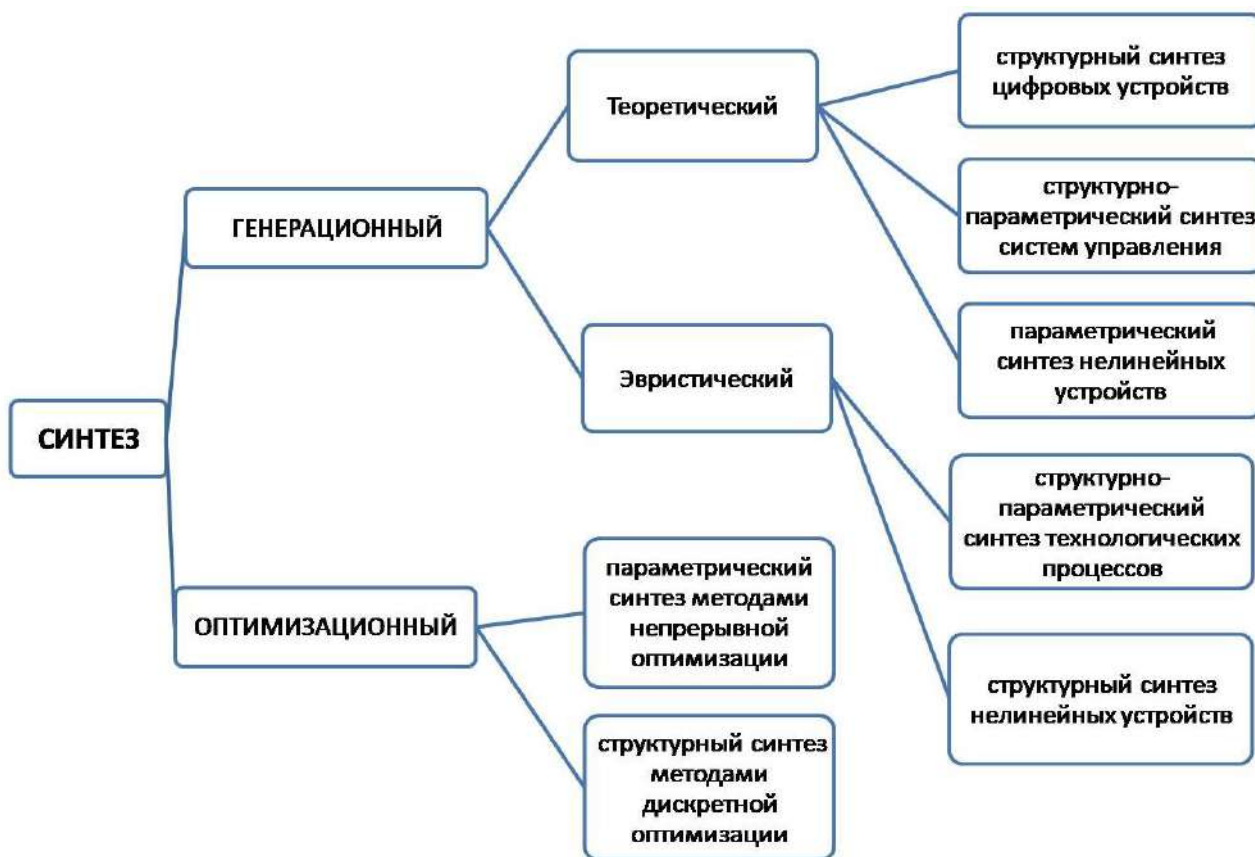 СИНТЕЗ
ГЕНЕРАЦИОННЫЙ
Теоретический
структурный синтез
цифровых устройств
структурно-
параметрический синтез
систем управления
параметрический
синтез нелинейных
устройств
Эвристический
структурно-
параметрический
синтез технологических
процессов
структурный синтез
нелинейных устройств
ОПТИМИЗАЦИОННЫЙ
параметрический
синтез методами
непрерывной
оптимизации
структурный синтез
методами
дискретной
оптимизации